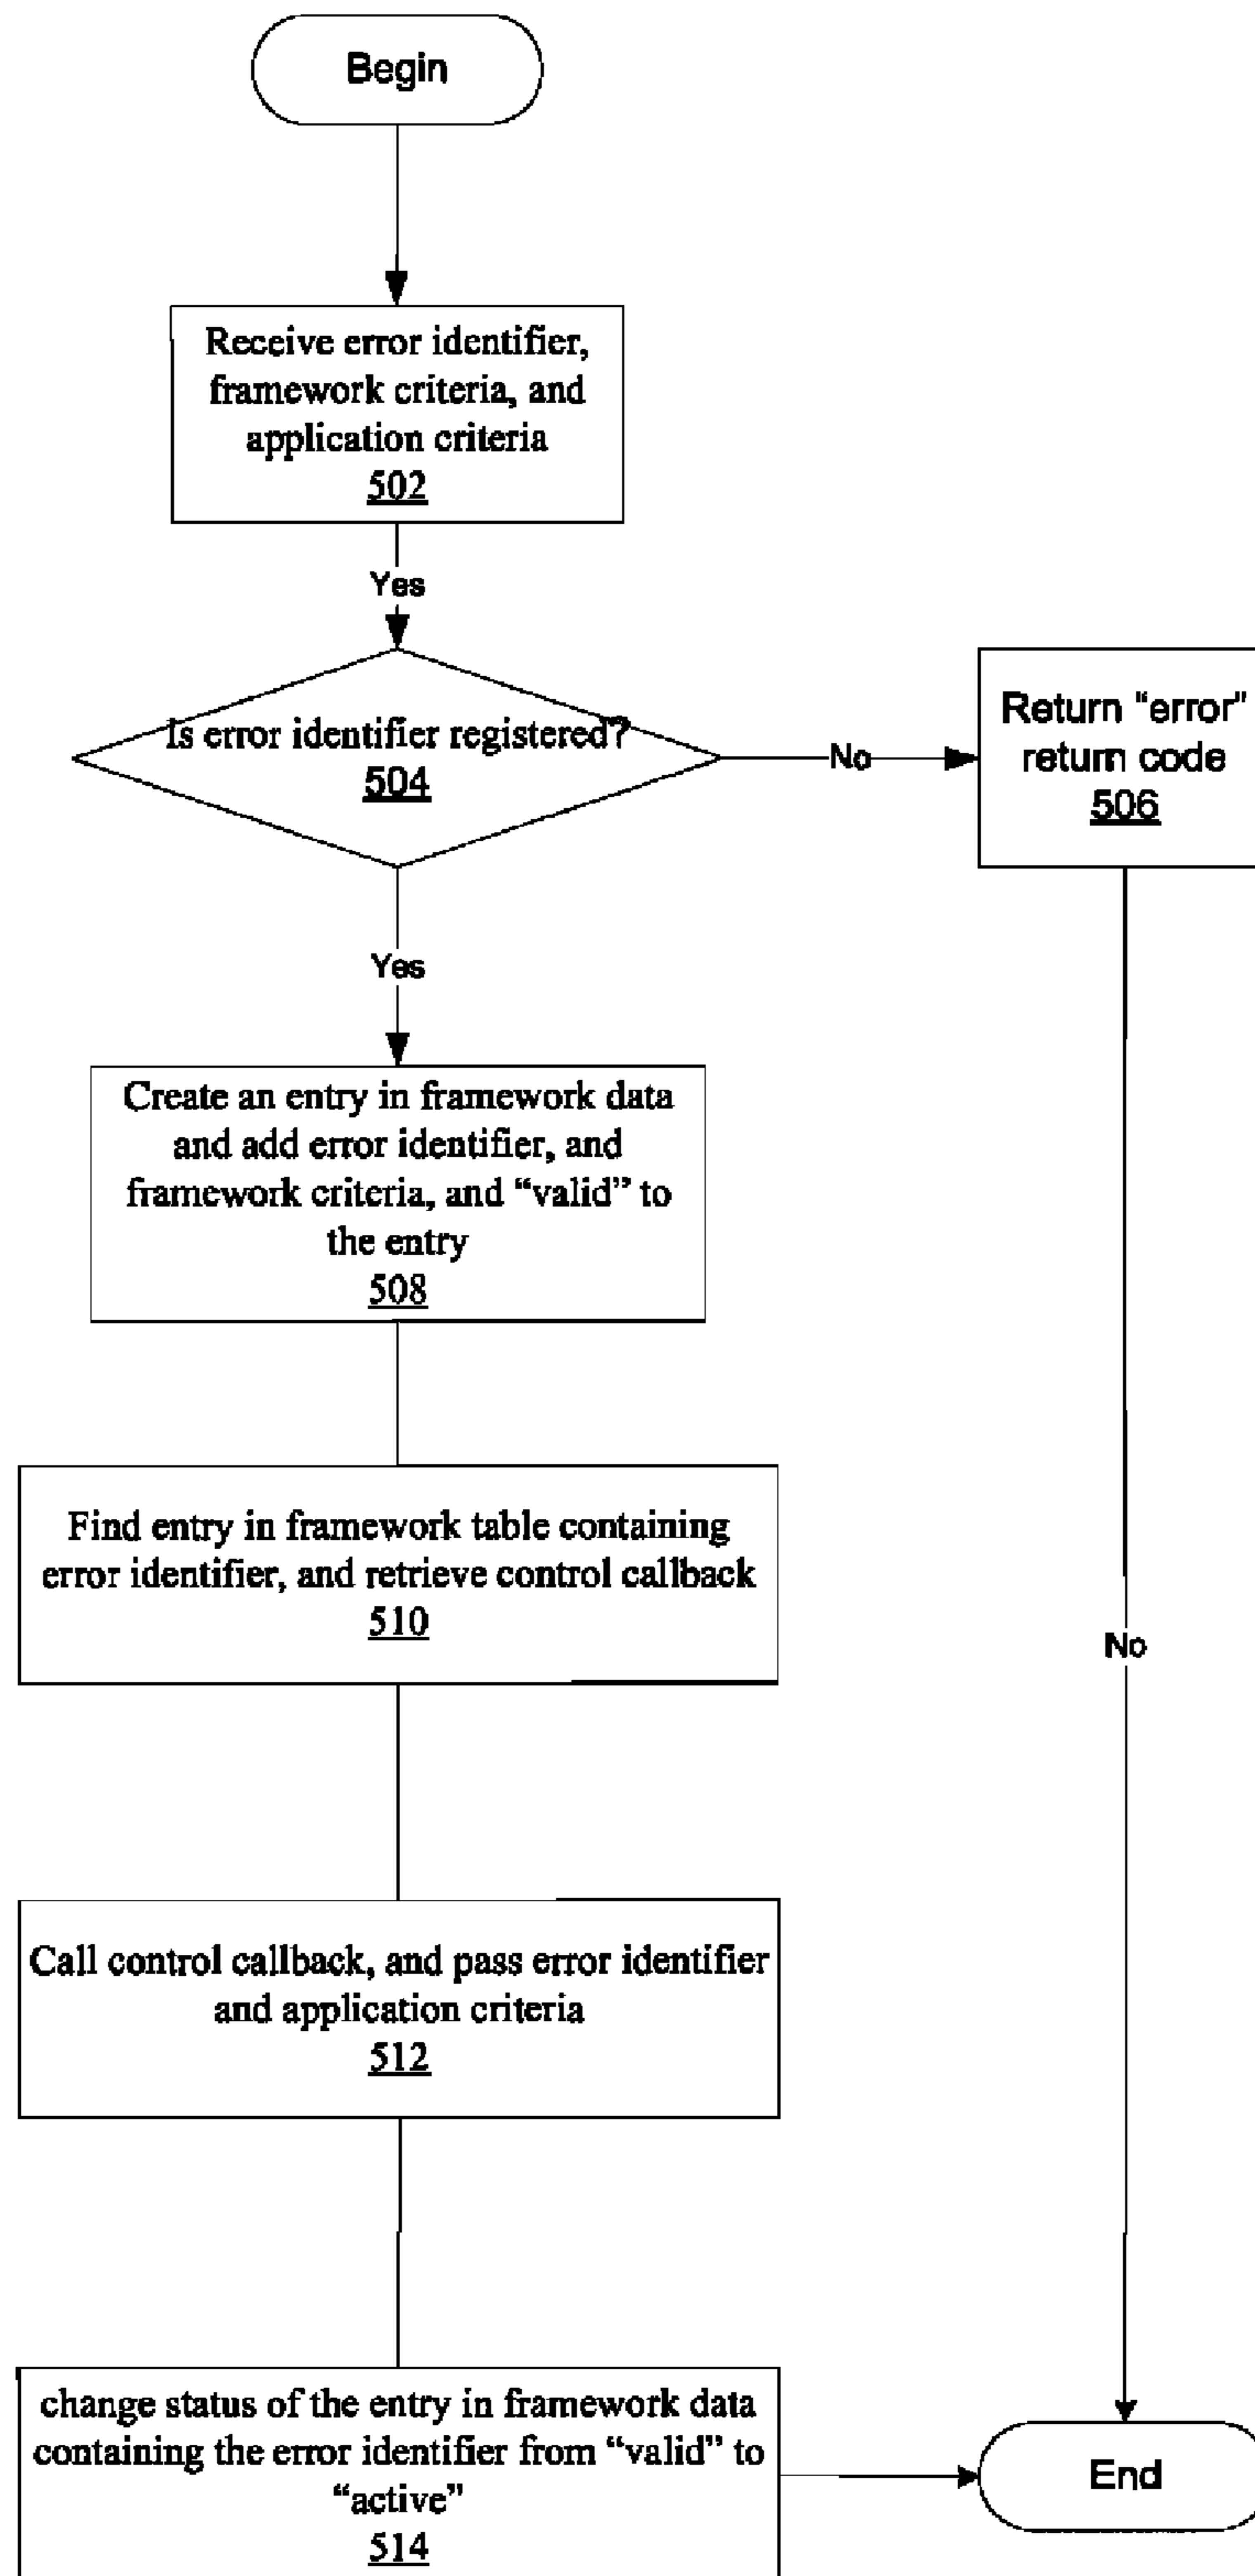 Begin
Receive error identifier,
framework criteria, and
application criteria
502
Yes
Is error identifier registered?
504
No
Return "error"
return code
506
Yes
Create an entry in framework data
and add error identifier, and
framework criteria, and “valid” to
the entry
508
Find entry in framework table containing
error identifier, and retrieve control callback
510
No
Call control callback, and pass error identifier
and application criteria
512
change status of the entry in framework data
containing the error identifier from “valid” to
“active”
514
End